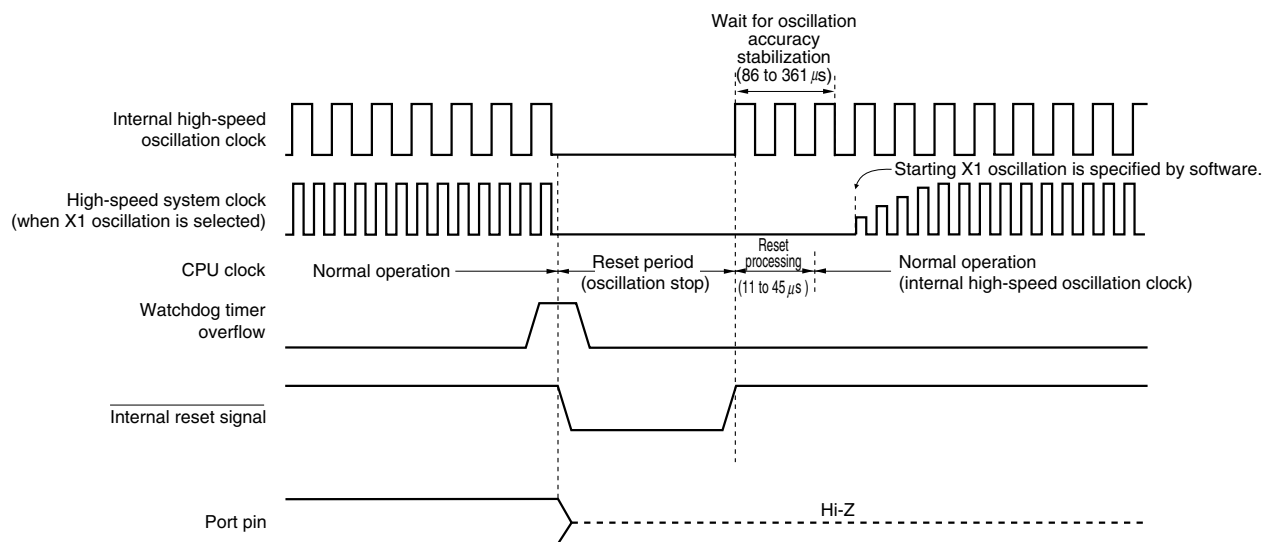 Wait for oscillation
accuracy
stabilization
(86 to 361 μs)
Internal high-speed
oscillation clock
Starting X1 oscillation is specified by software.
High-speed system clock
(when X1 oscillation is selected)
CPU clock
Normal operation
Reset period
(oscillation stop)
Reset
processing
(11 to 45 μs )
Normal operation
(internal high-speed oscillation clock)
Watchdog timer
overflow
Internal reset signal
Hi-Z
Port pin